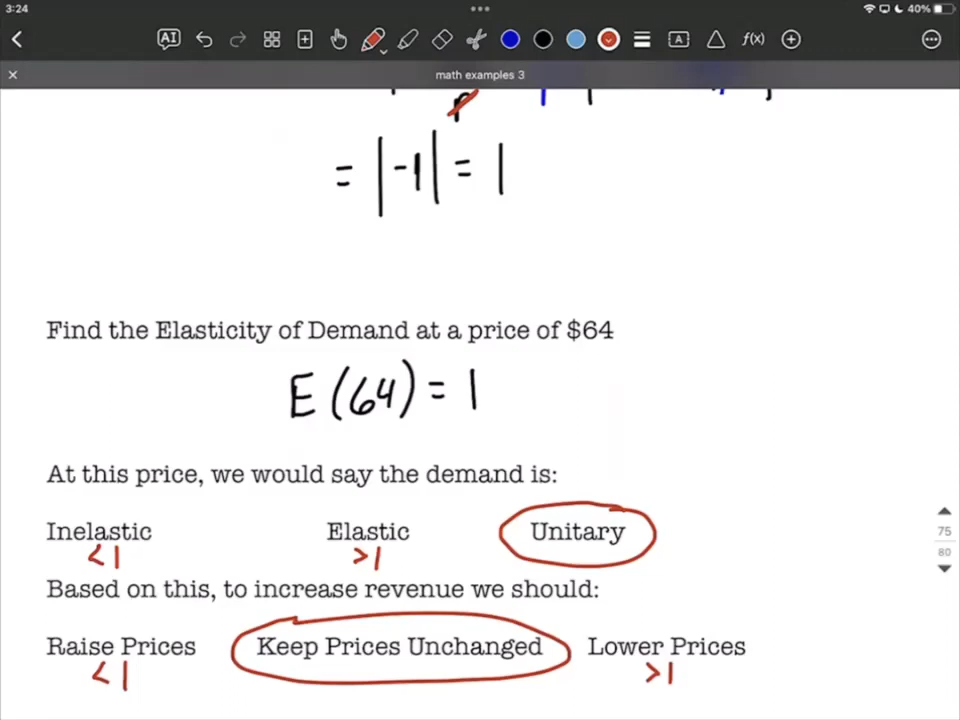 3:24
40%
AI
A
f(x)
math examples 3
= |-1| = 1
Find the Elasticity of Demand at a price of $64
E(64) = 1
At this price, we would say the demand is:
Inelastic Elastic Unitary
<1 >1
Based on this, to increase revenue we should:
Raise Prices Keep Prices Unchanged Lower Prices
<1 >1
75
80